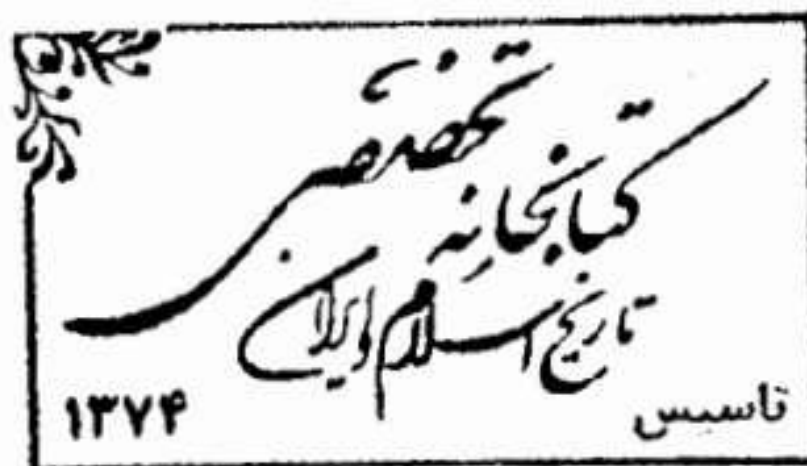 کتابخانه تخصصی
تاریخ اسلام و ایران
تاسیس ۱۳۷۴